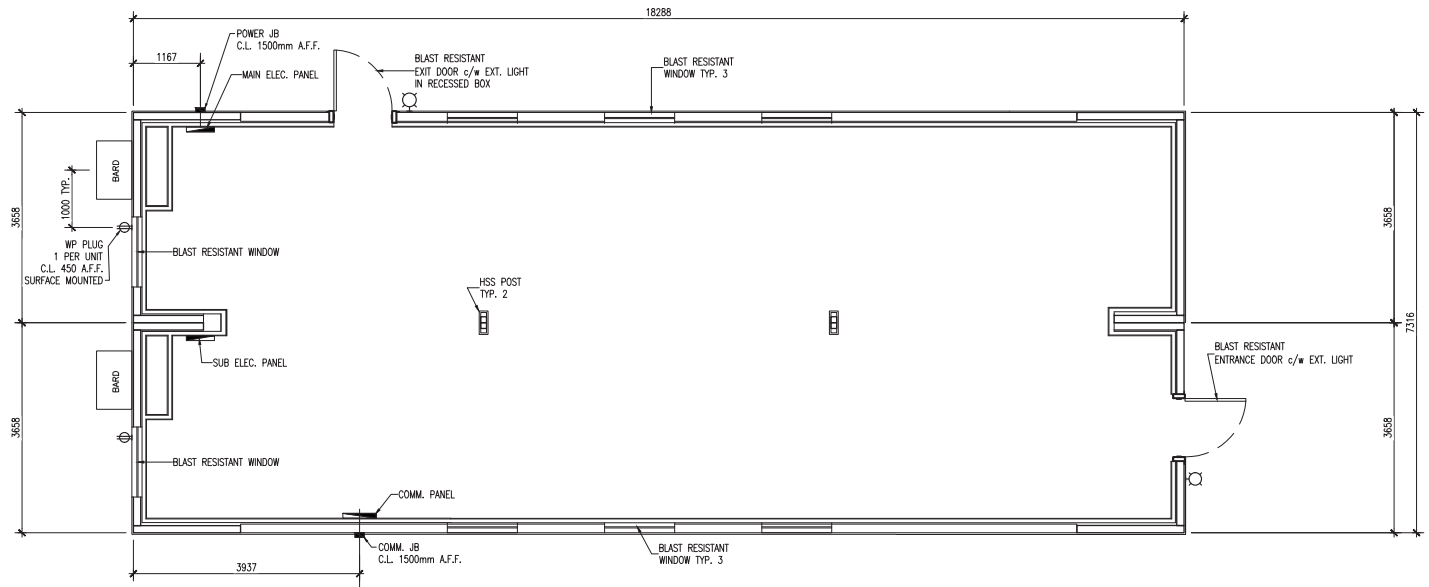 18288
POWER JB
C.L. 1500mm A.F.F.
1167
MAIN ELEC. PANEL
BLAST RESISTANT
EXIT DOOR c/w EXT. LIGHT
IN RECESSED BOX
BLAST RESISTANT
WINDOW TYP. 3
BARD
1000 TYP.
3658
WP PLUG
1 PER UNIT
C.L. 450 A.F.F.
SURFACE MOUNTED
BLAST RESISTANT WINDOW
HSS POST
TYP. 2
3658
7316
SUB ELEC. PANEL
BLAST RESISTANT
ENTRANCE DOOR c/w EXT. LIGHT
BARD
3658
3658
BLAST RESISTANT WINDOW
COMM. PANEL
COMM. JB
C.L. 1500mm A.F.F.
BLAST RESISTANT
WINDOW TYP. 3
3937